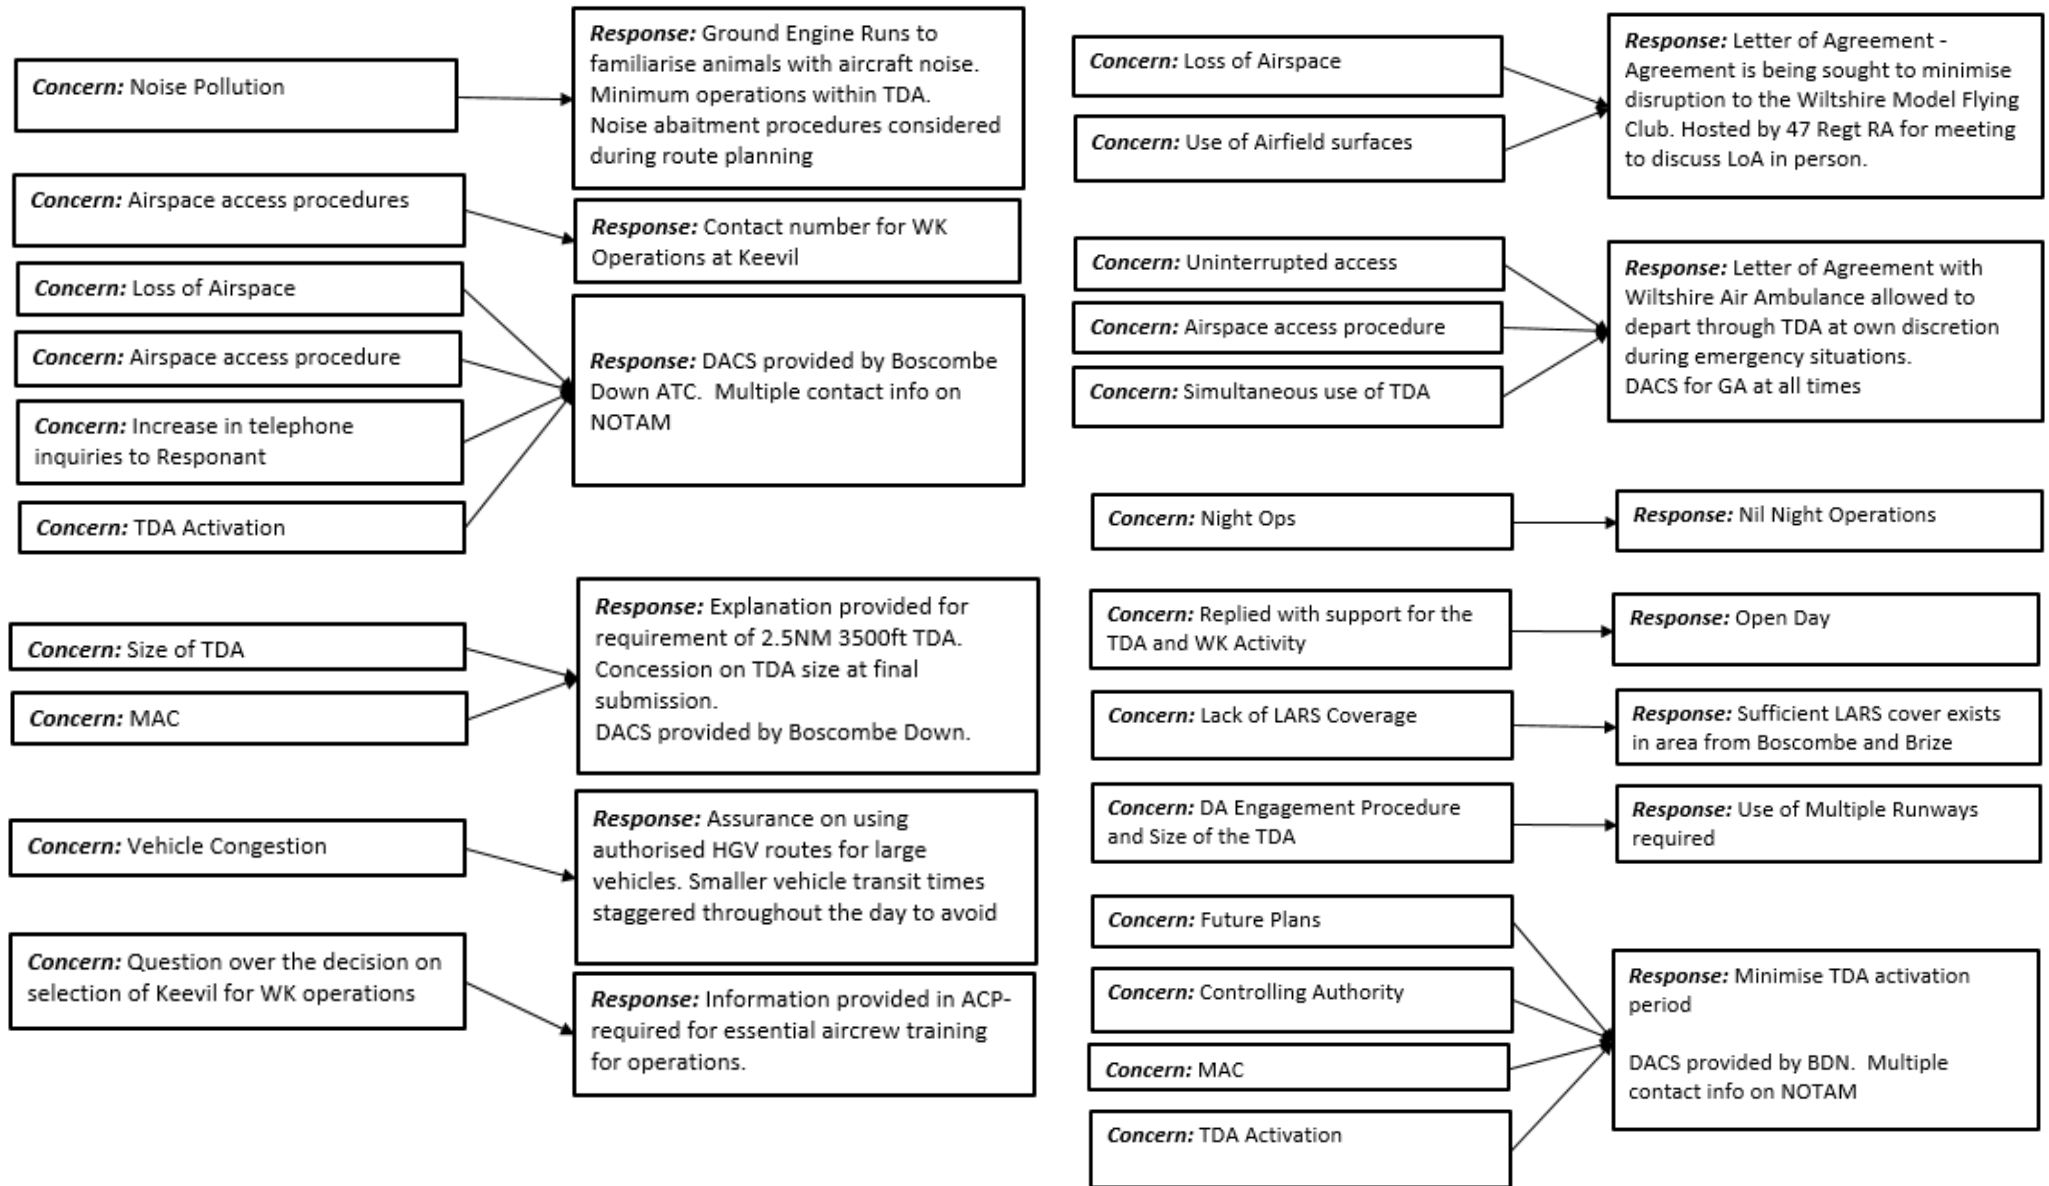 Concern: Noise Pollution
Response: Ground Engine Runs to
familiarise animals with aircraft noise.
Minimum operations within TDA.
Noise abaitment procedures considered
during route planning
Concern: Airspace access procedures
Response: Contact number for WK
Operations at Keevil
Concern: Loss of Airspace
Concern: Airspace access procedure
Concern: Increase in telephone
inquiries to Responant
Concern: TDA Activation
Response: DACS provided by Boscombe
Down ATC.  Multiple contact info on
NOTAM
Concern: Size of TDA
Concern: MAC
Response: Explanation provided for
requirement of 2.5NM 3500ft TDA.
Concession on TDA size at final
submission.
DACS provided by Boscombe Down.
Concern: Vehicle Congestion
Response: Assurance on using
authorised HGV routes for large
vehicles. Smaller vehicle transit times
staggered throughout the day to avoid
Concern: Question over the decision on
selection of Keevil for WK operations
Response: Information provided in ACP-
required for essential aircrew training
for operations.
Concern: Loss of Airspace
Concern: Use of Airfield surfaces
Response: Letter of Agreement -
Agreement is being sought to minimise
disruption to the Wiltshire Model Flying
Club. Hosted by 47 Regt RA for meeting
to discuss LoA in person.
Concern: Uninterrupted access
Concern: Airspace access procedure
Concern: Simultaneous use of TDA
Response: Letter of Agreement with
Wiltshire Air Ambulance allowed to
depart through TDA at own discretion
during emergency situations.
DACS for GA at all times
Concern: Night Ops
Response: Nil Night Operations
Concern: Replied with support for the
TDA and WK Activity
Response: Open Day
Concern: Lack of LARS Coverage
Response: Sufficient LARS cover exists
in area from Boscombe and Brize
Concern: DA Engagement Procedure
and Size of the TDA
Response: Use of Multiple Runways
required
Concern: Future Plans
Concern: Controlling Authority
Concern: MAC
Concern: TDA Activation
Response: Minimise TDA activation
period
DACS provided by BDN.  Multiple
contact info on NOTAM